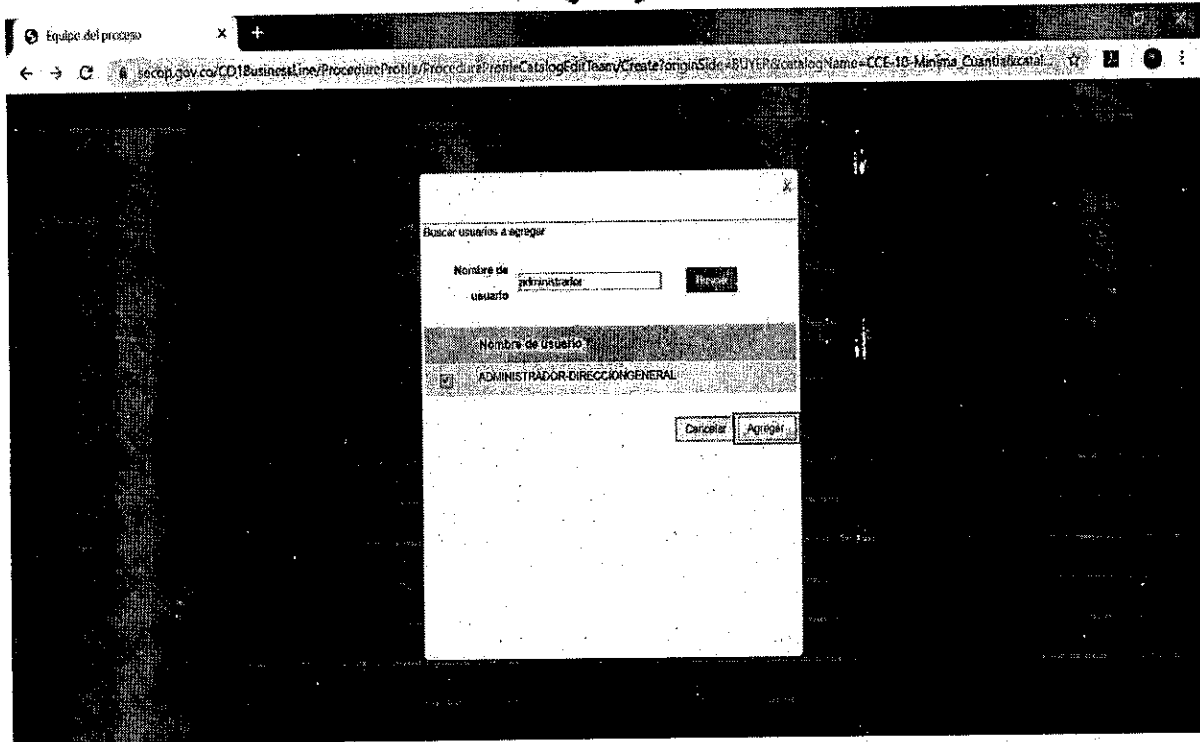 Equipo del proceso
secop.gov.co/CO1BusinessLine/ProcedureProfile/ProcedureProfileCatalogEditTeam/Create?originSide=BUYER&catalogName=CCE-10-Minima_Cuantia&catal...
Buscar usuarios a agregar
Nombre de usuario
administrador
Nombre de usuario
ADMINISTRADOR-DIRECCIONGENERAL
Cancelar Agregar